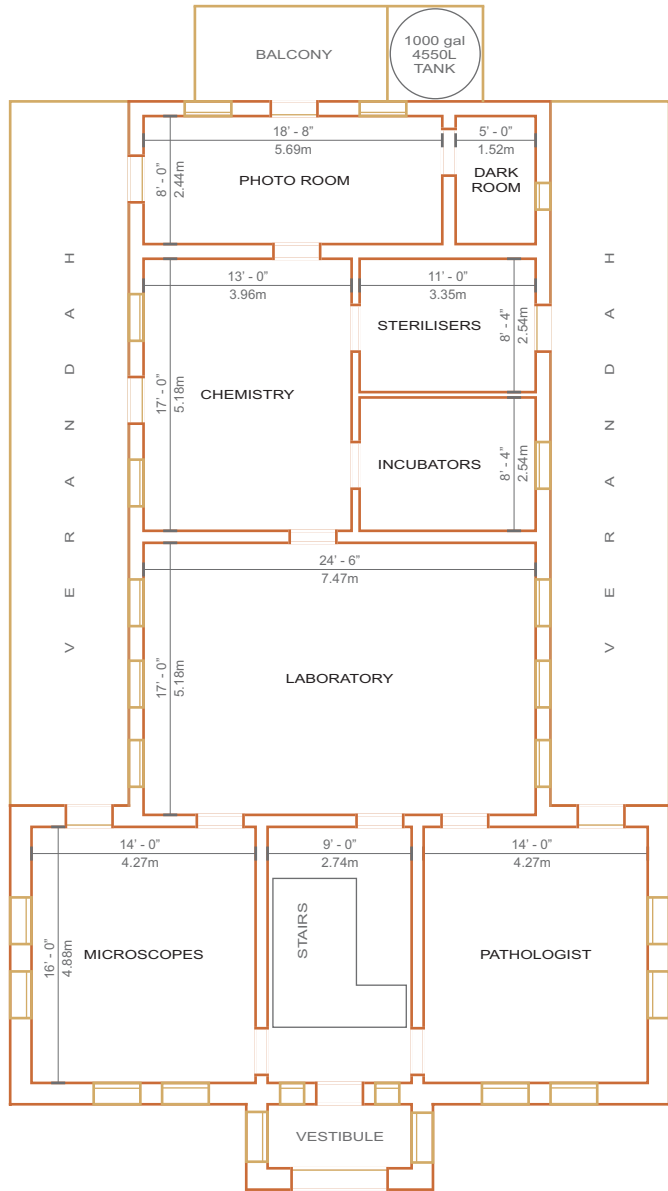 BALCONY
1000 gal
4550L
TANK
18' - 8”
5.69m
5' - 0”
1.52m
8' - 0”
2.44m
PHOTO ROOM
DARK
ROOM
VERANDAH
VERANDAH
13' - 0”
3.96m
11' - 0”
3.35m
STERILISERS
8' - 4”
2.54m
CHEMISTRY
17' - 0”
5.18m
INCUBATORS
8' - 4”
2.54m
24' - 6”
7.47m
17' - 0”
5.18m
LABORATORY
14' - 0”
4.27m
9' - 0”
2.74m
14' - 0”
4.27m
STAIRS
16' - 0”
4.88m
MICROSCOPES
PATHOLOGIST
VESTIBULE